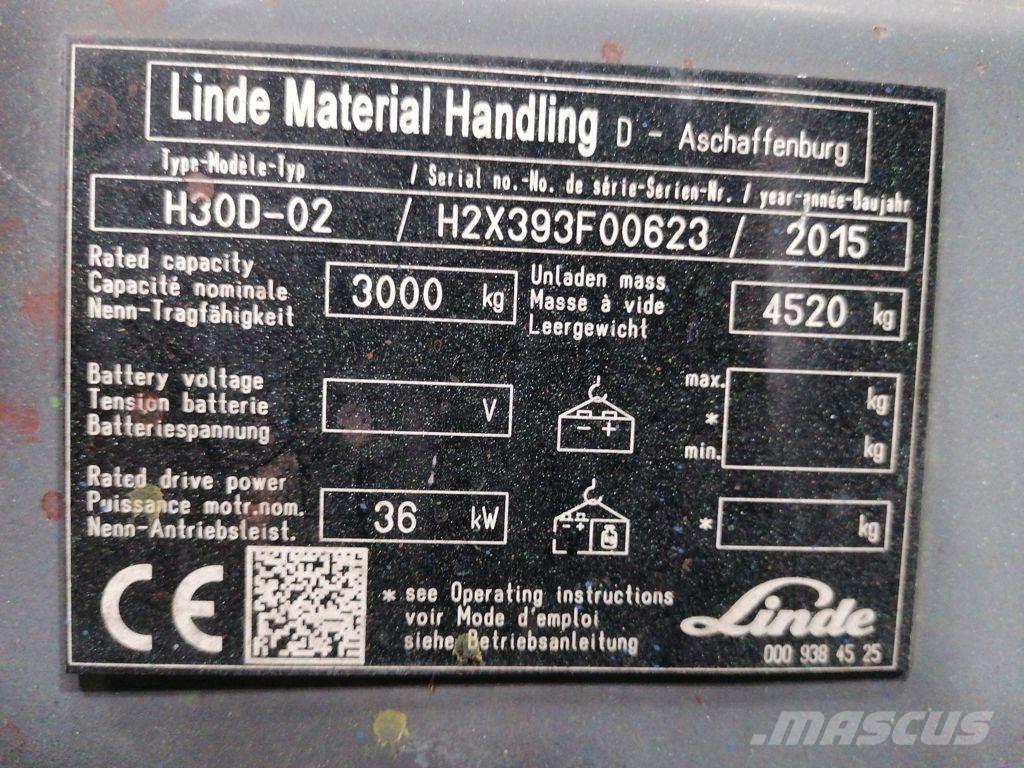 Linde Material Handling D - Aschaffenburg
Type-Modèle-Typ / Serial no.-No. de série-Serien-Nr. / year-année-Baujahr
H30D-02 / H2X393F00623 / 2015
Rated capacity
Capacité nominale
Nenn-Tragfähigkeit
3000 kg
Unladen mass
Masse à vide
Leergewicht
4520 kg
Battery voltage
Tension batterie
Batteriespannung
V
- +
max. kg
*
min. kg
Rated drive power
Puissance motr.nom.
Nenn-Antriebsleist.
36 kW
- +
* kg
CE
* see Operating instructions
voir Mode d'emploi
siehe Betriebsanleitung
Linde
000 938 45 25
MASCUS